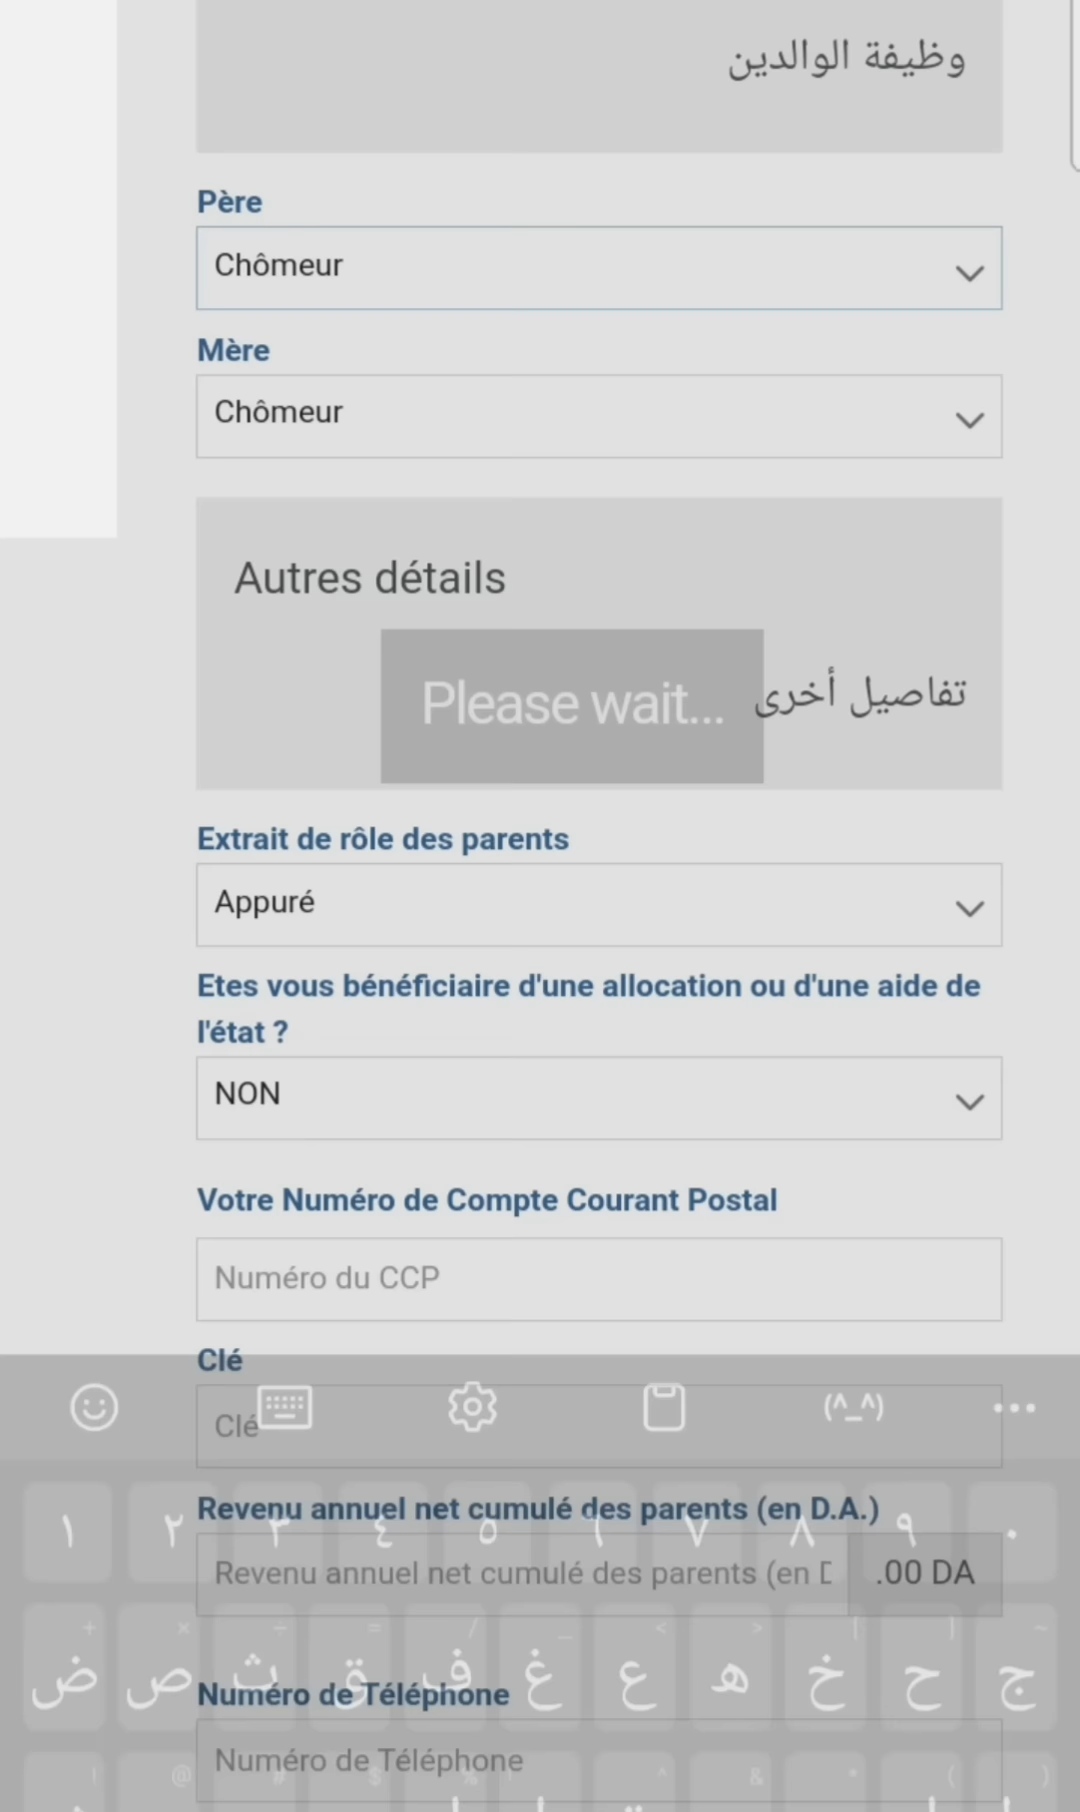 وظيفة الوالدين
Père
Chômeur
Mère
Chômeur
Autres détails
Please wait...
تفاصيل أخرى
Extrait de rôle des parents
Appuré
Etes vous bénéficiaire d'une allocation ou d'une aide de
l'état ?
NON
Votre Numéro de Compte Courant Postal
Numéro du CCP
Clé
(^_^)
Clé
Revenu annuel net cumulé des parents (en D.A.)
١ ٢ ٣ ٤ ٥ ٦ ٧ ٨ ٩ ٠
Revenu annuel net cumulé des parents (en D .00 DA
+ × ÷ = / _ < > ~
ض ص ث ق ف غ ع ه خ ح ج
Numéro de Téléphone
Numéro de Téléphone
! @ # $ % ^ & * ( )